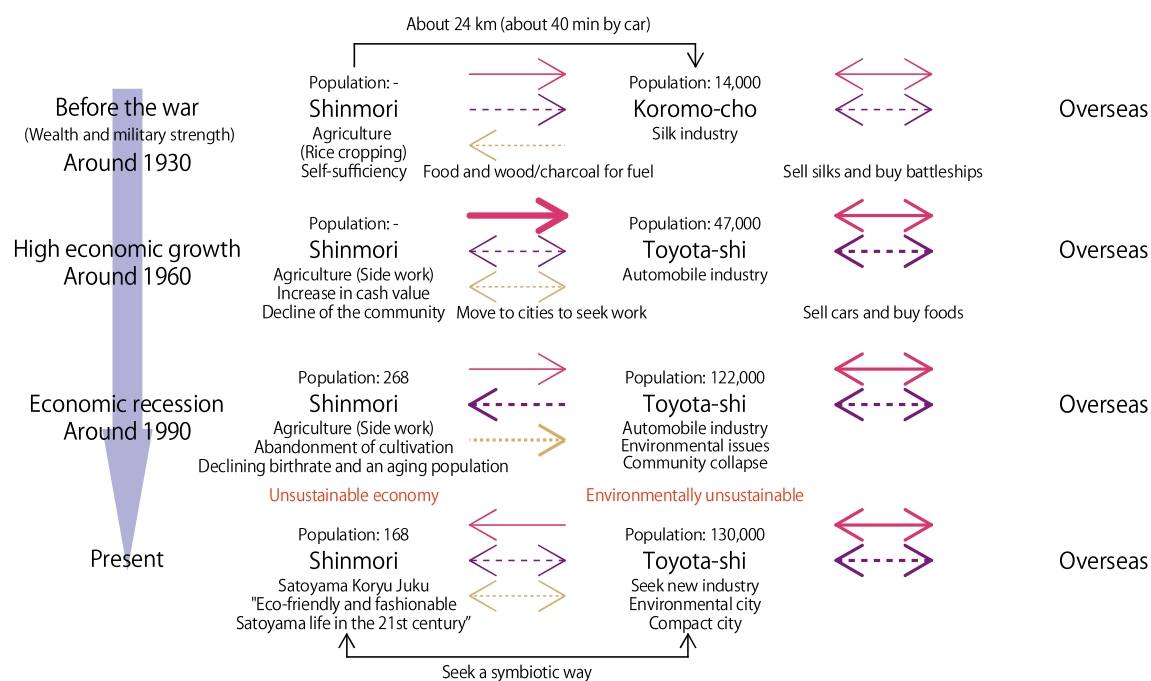 About 24 km (about 40 min by car)
Before the war
(Wealth and military strength)
Around 1930
Population: -
Shinmori
Agriculture
(Rice cropping)
Self-sufficiency
Food and wood/charcoal for fuel
Population: 14,000
Koromo-cho
Silk industry
Sell silks and buy battleships
Overseas
High economic growth
Around 1960
Population: -
Shinmori
Agriculture (Side work)
Increase in cash value
Decline of the community
Move to cities to seek work
Population: 47,000
Toyota-shi
Automobile industry
Sell cars and buy foods
Overseas
Economic recession
Around 1990
Population: 268
Shinmori
Agriculture (Side work)
Abandonment of cultivation
Declining birthrate and an aging population
Unsustainable economy
Population: 122,000
Toyota-shi
Automobile industry
Environmental issues
Community collapse
Environmentally unsustainable
Overseas
Present
Population: 168
Shinmori
Satoyama Koryu Juku
"Eco-friendly and fashionable
Satoyama life in the 21st century”
Population: 130,000
Toyota-shi
Seek new industry
Environmental city
Compact city
Overseas
Seek a symbiotic way